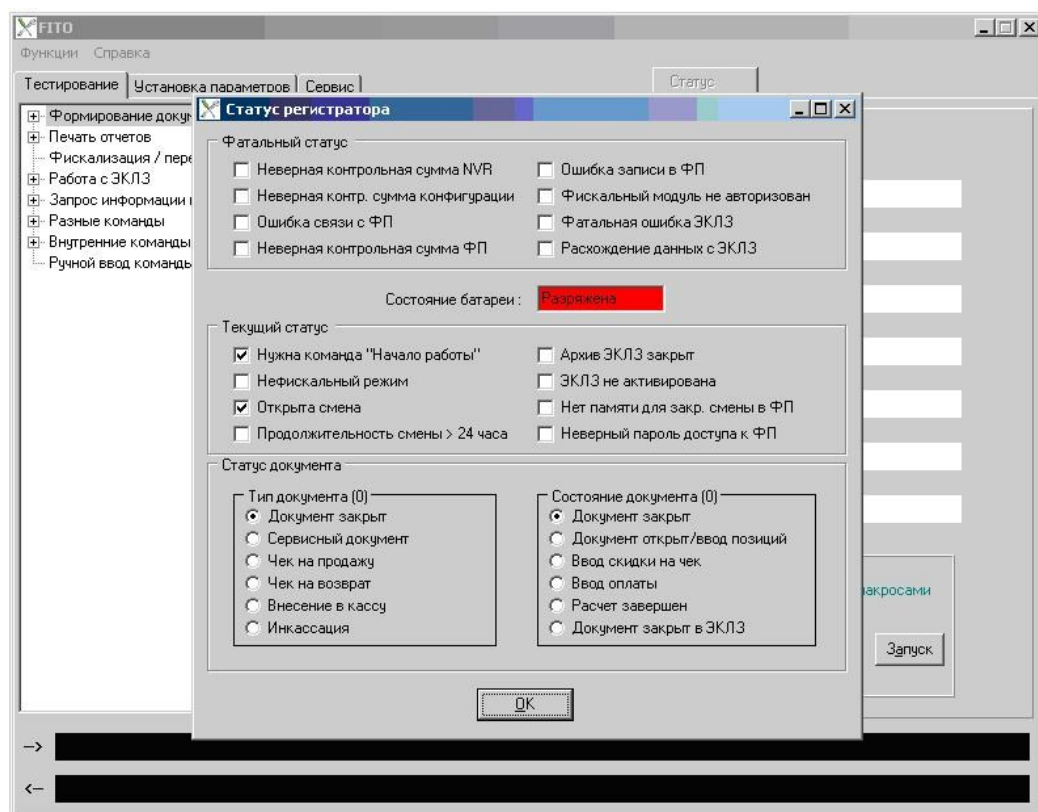 FITO
Функции Справка
Тестирование Установка параметров Сервис Статус
Статус регистратора
Формирование
Печать отчетов
Фискализация /
Работа с ЭКЛЗ
Запрос информации
Разные команды
Внутренние команды
Ручной ввод команды
Фатальный статус
Неверная контрольная сумма NVR Ошибка записи в ФП
Неверная контр. сумма конфигурации Фискальный модуль не авторизован
Ошибка связи с ФП Фатальная ошибка ЭКЛЗ
Неверная контрольная сумма ФП Расхождение данных с ЭКЛЗ
Состояние батареи : Разряжена
Текущий статус
Нужна команда "Начало работы" Архив ЭКЛЗ закрыт
Нефискальный режим ЭКЛЗ не активирована
Открыта смена Нет памяти для закр. смены в ФП
Продолжительность смены > 24 часа Неверный пароль доступа к ФП
Статус документа
Тип документа (0) Состояние документа (0)
Документ закрыт Документ закрыт
Сервисный документ Документ открыт/ввод позиций
Чек на продажу Ввод скидки на чек
Чек на возврат Ввод оплаты
Внесение в кассу Расчет завершен
Инкассация Документ закрыт в ЭКЛЗ
Запуск
OK
-->
<--